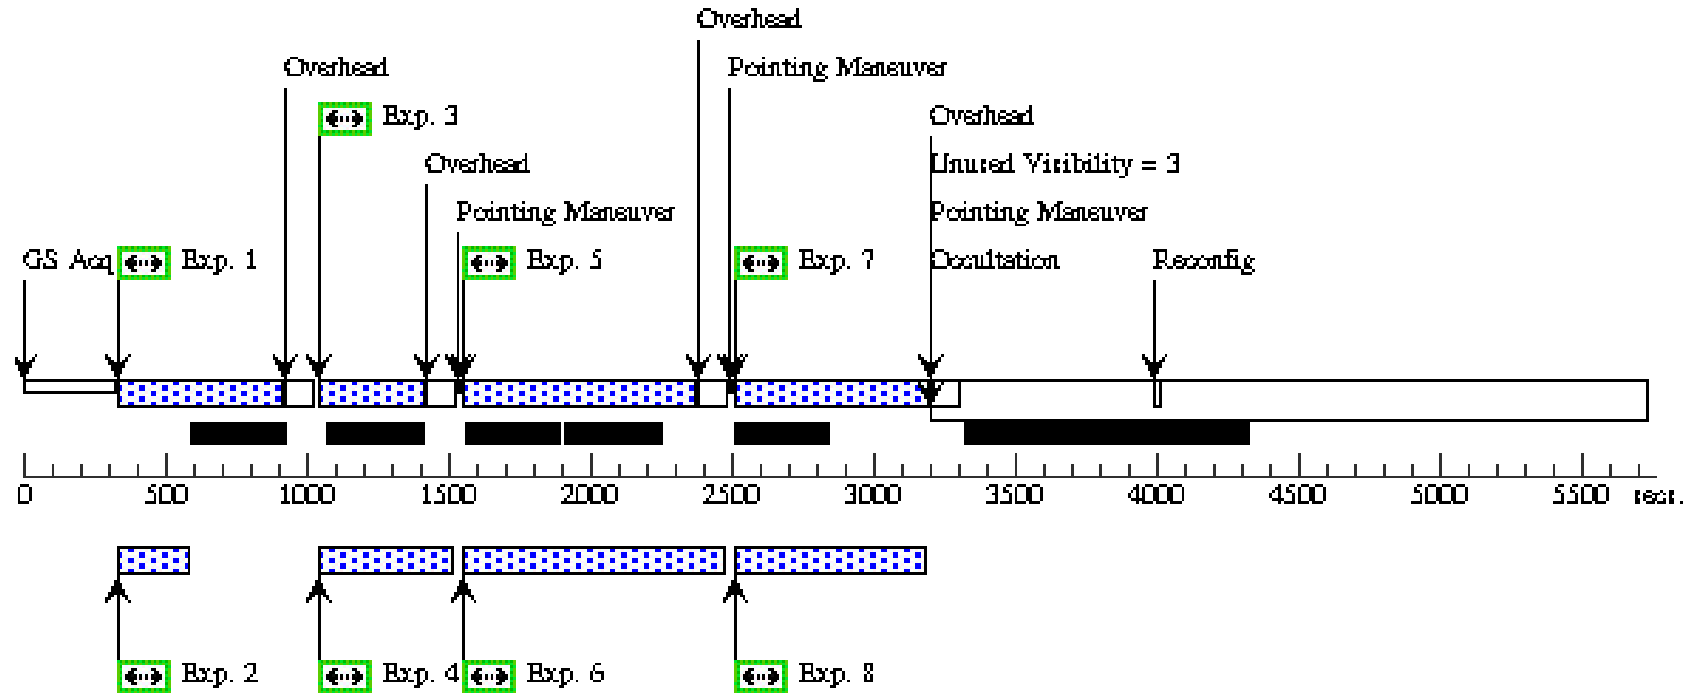 Overhead
Overhead
Pointing Maneuver
Exp. 3
Overhead
Overhead
Unused Visibility = 3
Pointing Maneuver
Pointing Maneuver
GS Acq
Exp. 1
Exp. 5
Exp. 7
Occultation
Reconfig
0 500 1000 1500 2000 2500 3000 3500 4000 4500 5000 5500 secs.
Exp. 2
Exp. 4
Exp. 6
Exp. 8